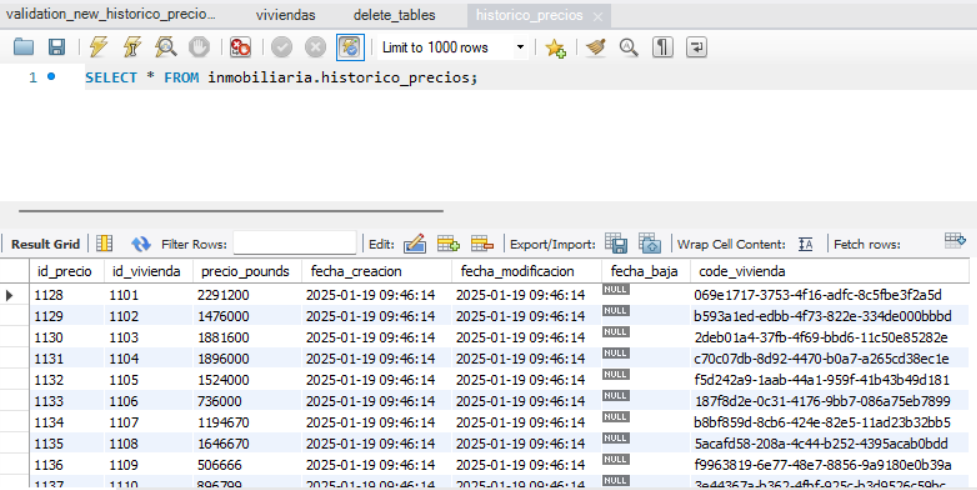 validation_new_historico_precio... viviendas delete_tables historico_precios
Limit to 1000 rows
1 SELECT * FROM inmobiliaria.historico_precios;
Result Grid Filter Rows: Edit: Export/Import: Wrap Cell Content: IA Fetch rows:
id_precio id_vivienda precio_pounds fecha_creacion fecha_modificacion fecha_baja code_vivienda
1128 1101 2291200 2025-01-19 09:46:14 2025-01-19 09:46:14 NULL 069e1717-3753-4f16-adfc-8c5fbe3f2a5d
1129 1102 1476000 2025-01-19 09:46:14 2025-01-19 09:46:14 NULL b593a1ed-edbb-4f73-822e-334de000bbbd
1130 1103 1881600 2025-01-19 09:46:14 2025-01-19 09:46:14 NULL 2deb01a4-37fb-4f69-bbd6-11c50e85282e
1131 1104 1896000 2025-01-19 09:46:14 2025-01-19 09:46:14 NULL c70c07db-8d92-4470-b0a7-a265cd38ec1e
1132 1105 1524000 2025-01-19 09:46:14 2025-01-19 09:46:14 NULL f5d242a9-1aab-44a1-959f-41b43b49d181
1133 1106 736000 2025-01-19 09:46:14 2025-01-19 09:46:14 NULL 187f8d2e-0c31-4176-9bb7-086a75eb7899
1134 1107 1194670 2025-01-19 09:46:14 2025-01-19 09:46:14 NULL b8bf859d-8cb6-424e-82e5-11ad23b32bb5
1135 1108 1646670 2025-01-19 09:46:14 2025-01-19 09:46:14 NULL 5acafd58-208a-4c44-b252-4395acab0bdd
1136 1109 506666 2025-01-19 09:46:14 2025-01-19 09:46:14 NULL f9963819-6e77-48e7-8856-9a9180e0b39a
1137 1110 896799 2025-01-19 09:46:14 2025-01-19 09:46:14 NULL 3e44367a-b362-4fbf-925c-b3d9526c59bc